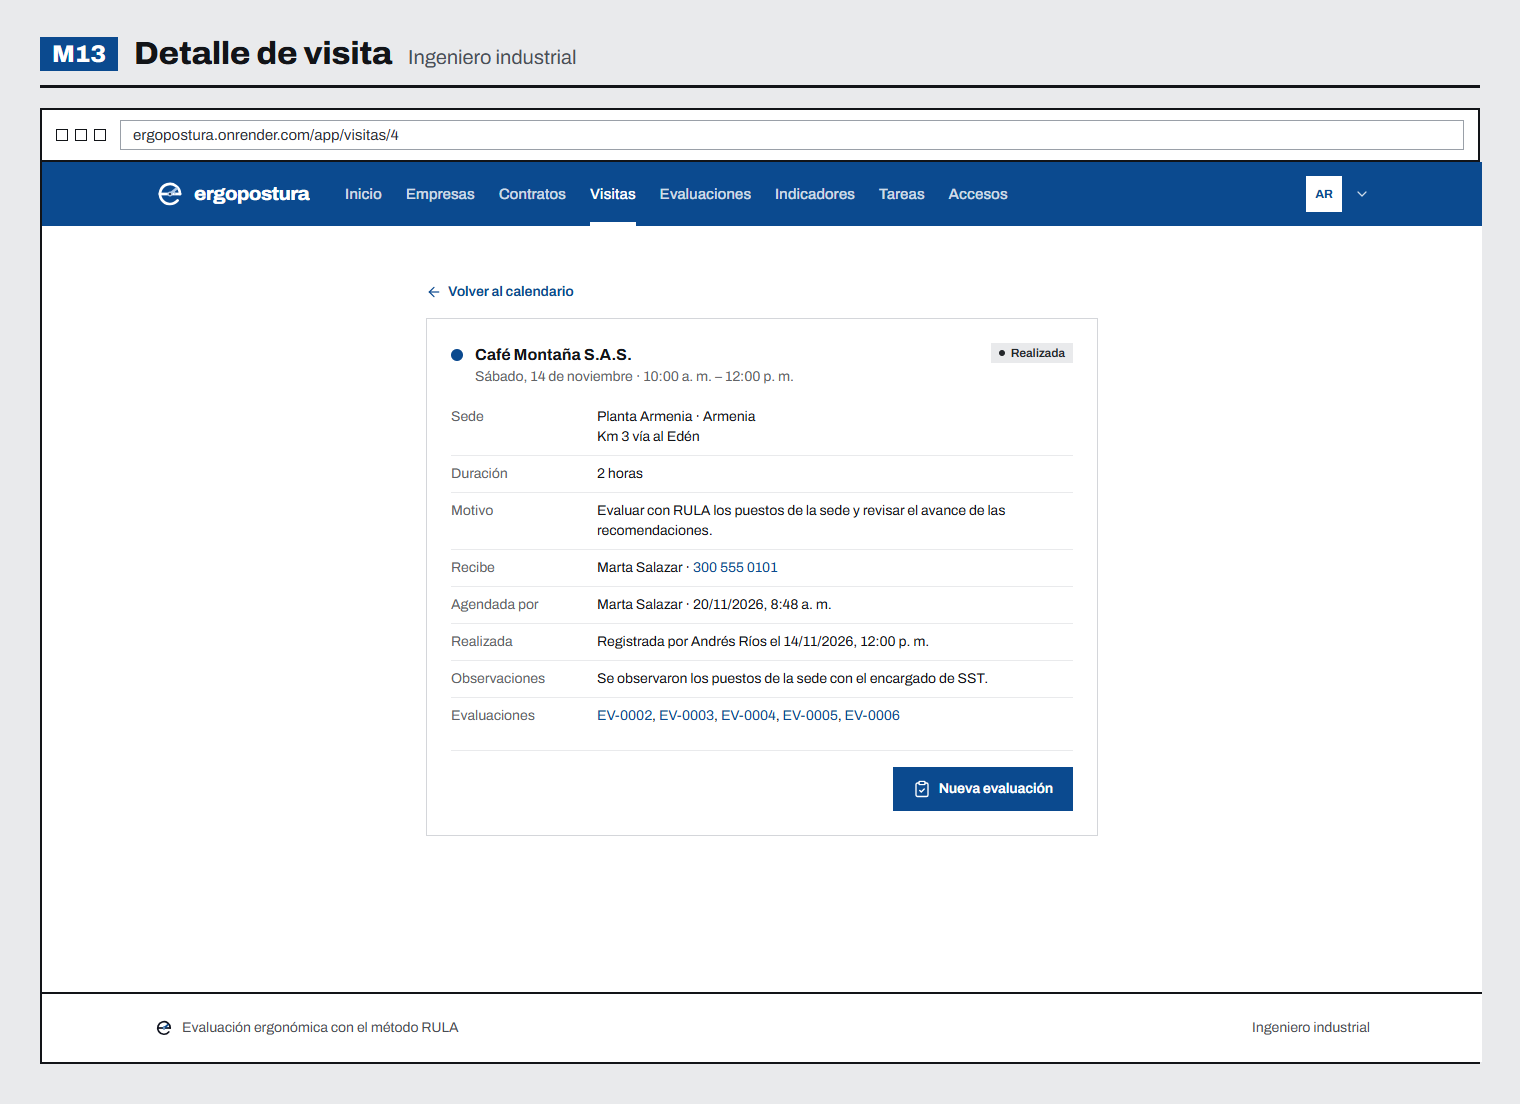 M13 Detalle de visita Ingeniero industrial
ergopostura.onrender.com/app/visitas/4
ergopostura Inicio Empresas Contratos Visitas Evaluaciones Indicadores Tareas Accesos AR
← Volver al calendario
Café Montaña S.A.S. • Realizada
Sábado, 14 de noviembre · 10:00 a. m. – 12:00 p. m.
Sede Planta Armenia · Armenia
Km 3 vía al Edén
Duración 2 horas
Motivo Evaluar con RULA los puestos de la sede y revisar el avance de las
recomendaciones.
Recibe Marta Salazar · 300 555 0101
Agendada por Marta Salazar · 20/11/2026, 8:48 a. m.
Realizada Registrada por Andrés Ríos el 14/11/2026, 12:00 p. m.
Observaciones Se observaron los puestos de la sede con el encargado de SST.
Evaluaciones EV-0002, EV-0003, EV-0004, EV-0005, EV-0006
Nueva evaluación
Evaluación ergonómica con el método RULA Ingeniero industrial